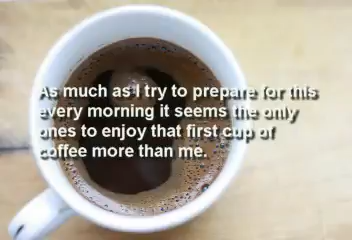 As much as I try to prepare for this
every morning it seems the only
ones to enjoy that first cup of
coffee more than me.